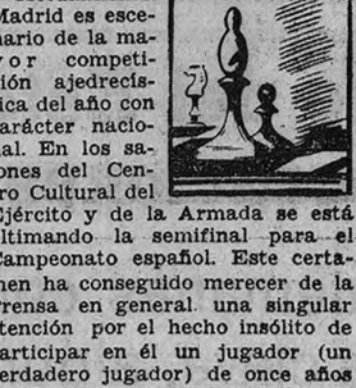 Madrid es esce-
nario de la ma-
yor competi-
ción ajedrecís-
tica del año con
carácter nacio-
nal. En los sa-
lones del Cen-
tro Cultural del
Ejército y de la Armada se está
ultimando la semifinal para el
Campeonato español. Este certa-
men ha conseguido merecer de la
Prensa en general una singular
atención por el hecho insólito de
participar en él un jugador (un
verdadero jugador) de once años